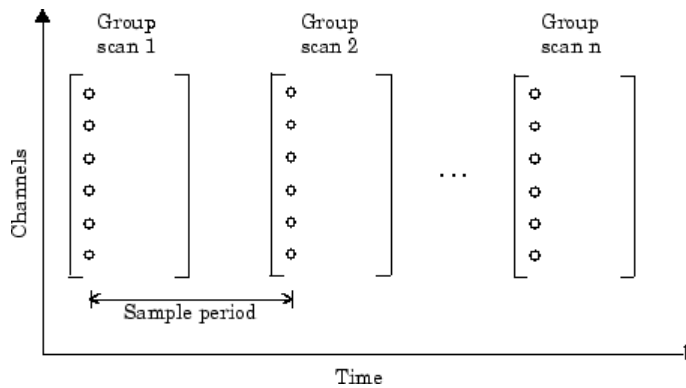 Group
scan 1
Group
scan 2
Group
scan n
Channels
...
Sample period
Time